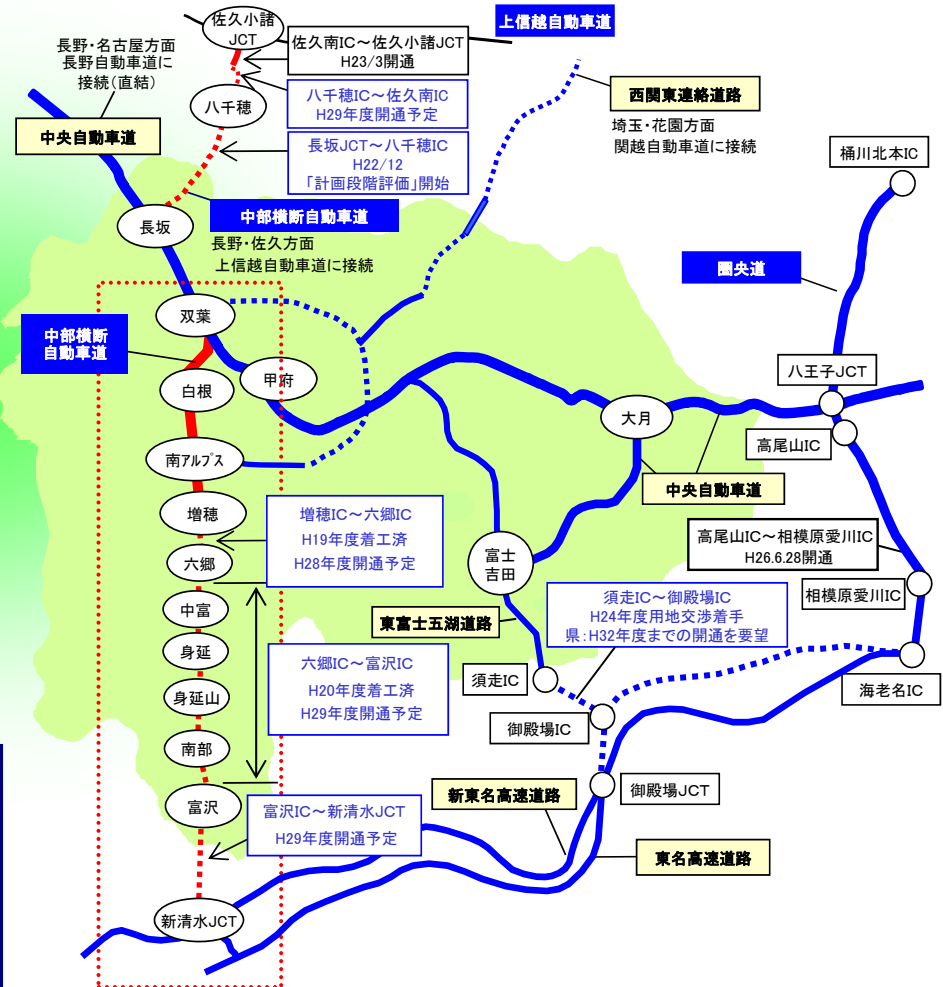 佐久小諸
JCT
上信越自動車道
長野・名古屋方面
長野自動車道に
接続(直結)
佐久南IC～佐久小諸JCT
H23/3開通
八千穂
八千穂IC～佐久南IC
H29年度開通予定
西関東連絡道路
埼玉・花園方面
関越自動車道に接続
中央自動車道
長坂JCT～八千穂IC
H22/12
「計画段階評価」開始
桶川北本IC
長坂
中部横断自動車道
長野・佐久方面
上信越自動車道に接続
圏央道
双葉
中部横断
自動車道
甲府
白根
八王子JCT
大月
高尾山IC
南アルプス
中央自動車道
増穂
増穂IC～六郷IC
H19年度着工済
H28年度開通予定
高尾山IC～相模原愛川IC
H26.6.28開通
六郷
富士
吉田
相模原愛川IC
中富
須走IC～御殿場IC
H24年度用地交渉着手
県：H32年度までの開通を要望
東富士五湖道路
身延
六郷IC～富沢IC
H20年度着工済
H29年度開通予定
須走IC
海老名IC
身延山
御殿場IC
南部
富沢
新東名高速道路
御殿場JCT
富沢IC～新清水JCT
H29年度開通予定
東名高速道路
新清水JCT